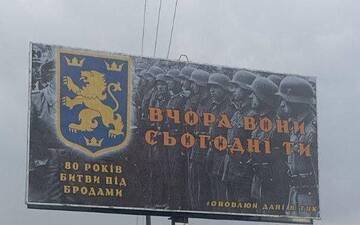 ВЧОРА ВОНИ
СЬОГОДНІ ТИ
80 РОКІВ
БИТВИ ПІД
БРОДАМИ